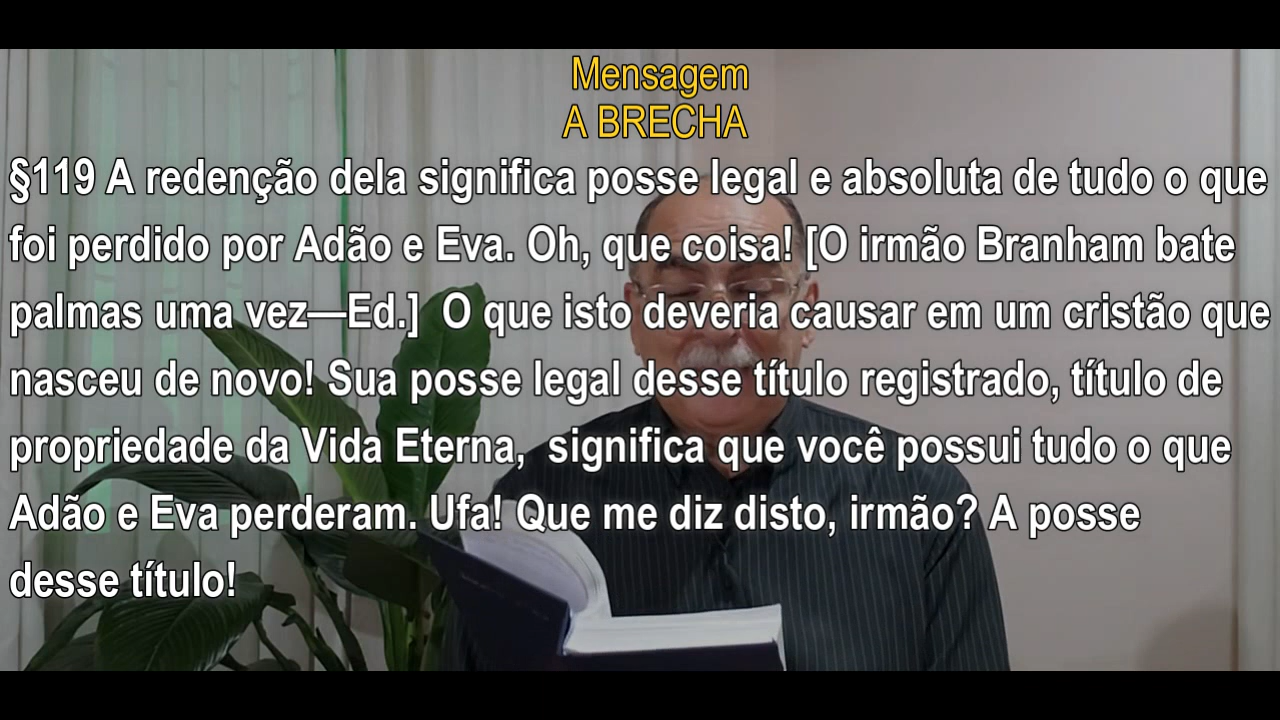 Mensagem
A BRECHA
§119 A redenção dela significa posse legal e absoluta de tudo o que
foi perdido por Adão e Eva. Oh, que coisa! [O irmão Branham bate
palmas uma vez—Ed.]  O que isto deveria causar em um cristão que
nasceu de novo! Sua posse legal desse título registrado, título de
propriedade da Vida Eterna,  significa que você possui tudo o que
Adão e Eva perderam. Ufa! Que me diz disto, irmão? A posse
desse título!